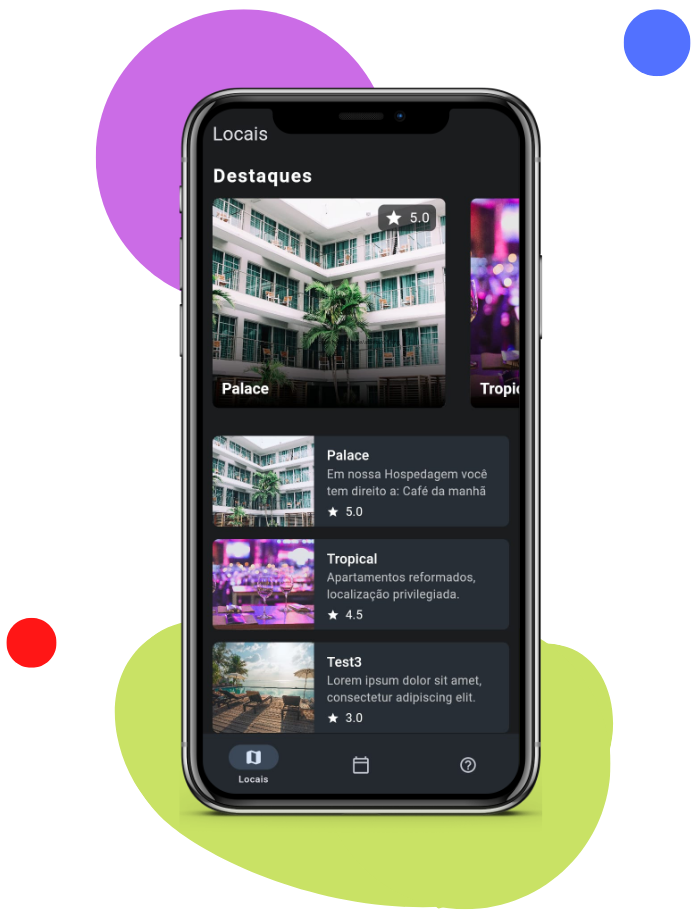 Locais
Destaques
5.0
Palace
Palace
Em nossa Hospedagem você
tem direito a: Café da manhã
5.0
Tropical
Apartamentos reformados,
localização privilegiada.
4.5
Test3
Lorem ipsum dolor sit amet,
consectetur adipiscing elit.
3.0
Locais